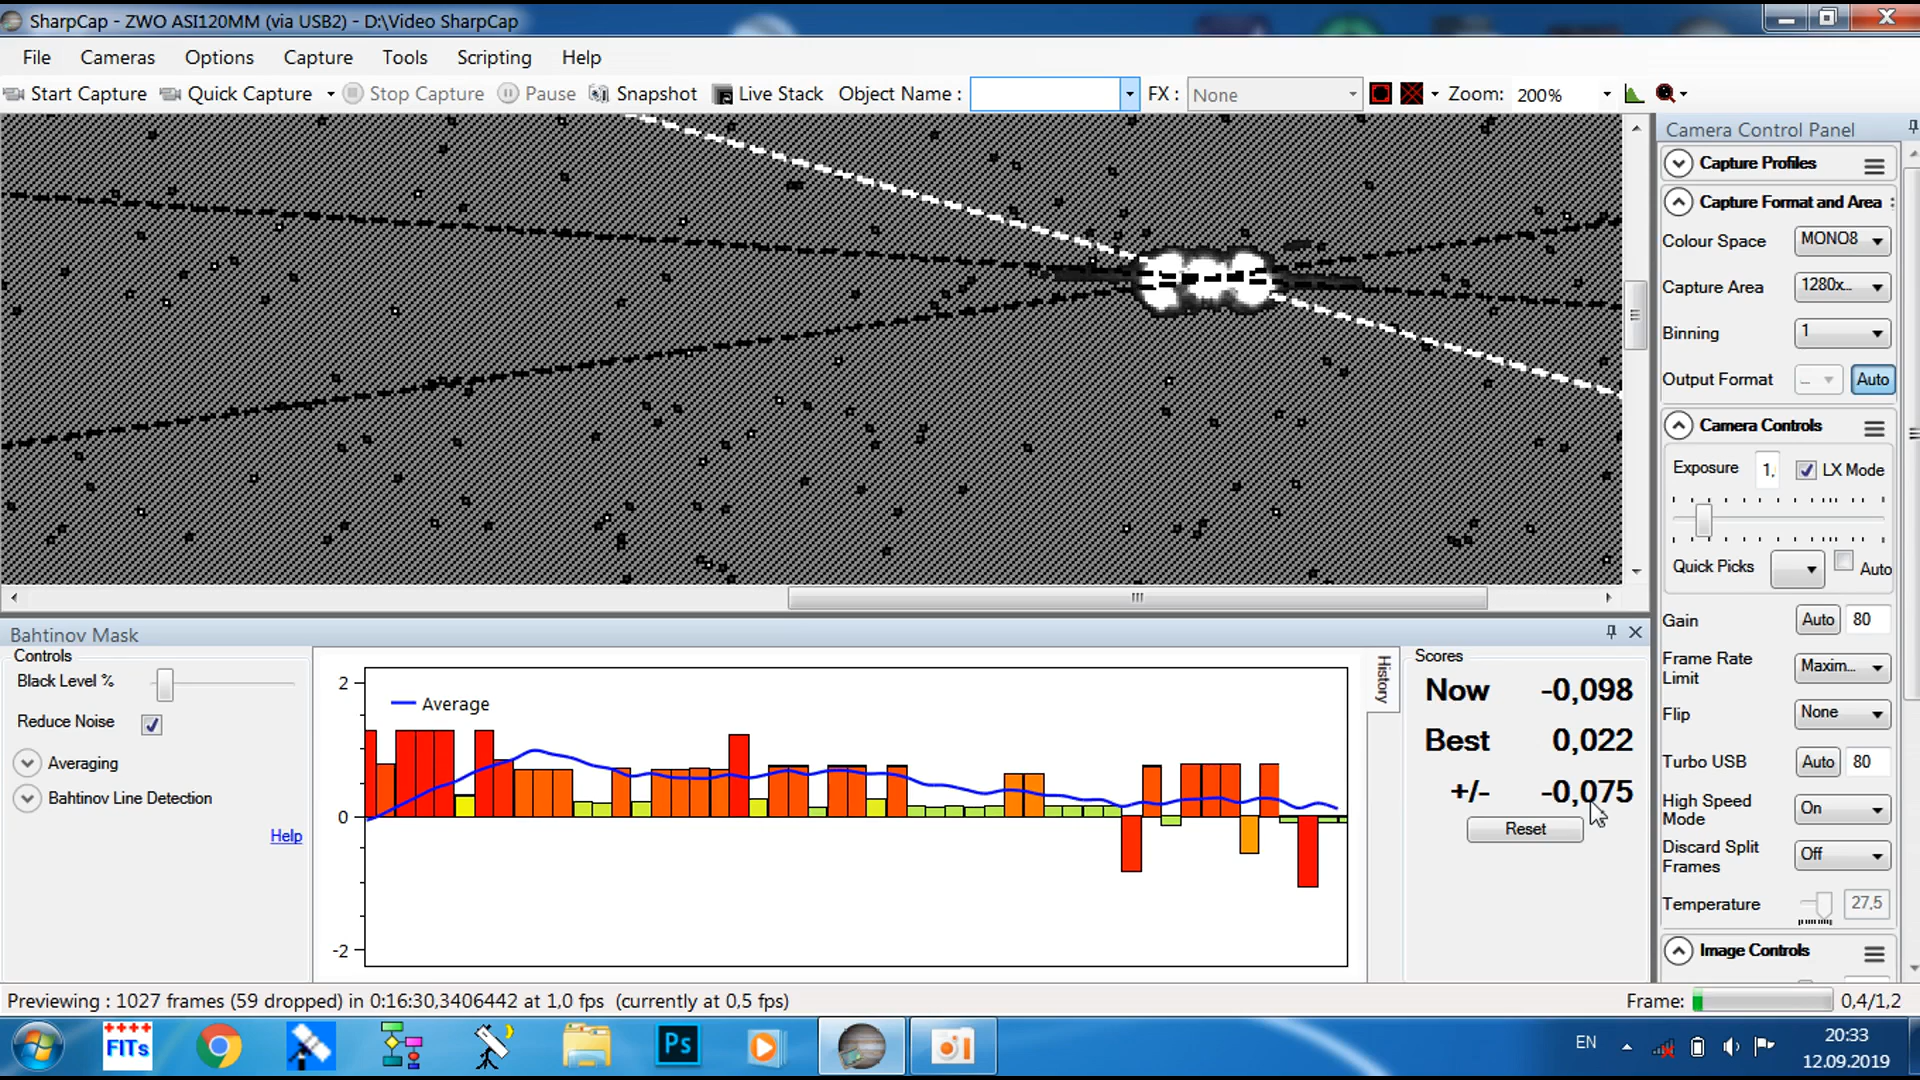 SharpCap - ZWO ASI120MM (via USB2) - D:\Video SharpCap
File Cameras Options Capture Tools Scripting Help
Start Capture Quick Capture Stop Capture Pause Snapshot Live Stack Object Name : FX : None Zoom: 200%
Camera Control Panel
Capture Profiles
Capture Format and Area
Colour Space MONO8
Capture Area 1280x...
Binning 1
Output Format Auto
Camera Controls
Exposure 1, LX Mode
Quick Picks Auto
Gain Auto 80
Frame Rate Limit Maxim...
Flip None
Turbo USB Auto 80
High Speed Mode On
Discard Split Frames Off
Temperature 27,5
Image Controls
Bahtinov Mask
Controls
Black Level %
Reduce Noise
Averaging
Bahtinov Line Detection
Help
2
0
-2
Average
History
Scores
Now -0,098
Best 0,022
+/- -0,075
Reset
Previewing : 1027 frames (59 dropped) in 0:16:30,3406442 at 1,0 fps (currently at 0,5 fps)
Frame: 0,4/1,2
FITs
Ps
EN
20:33
12.09.2019